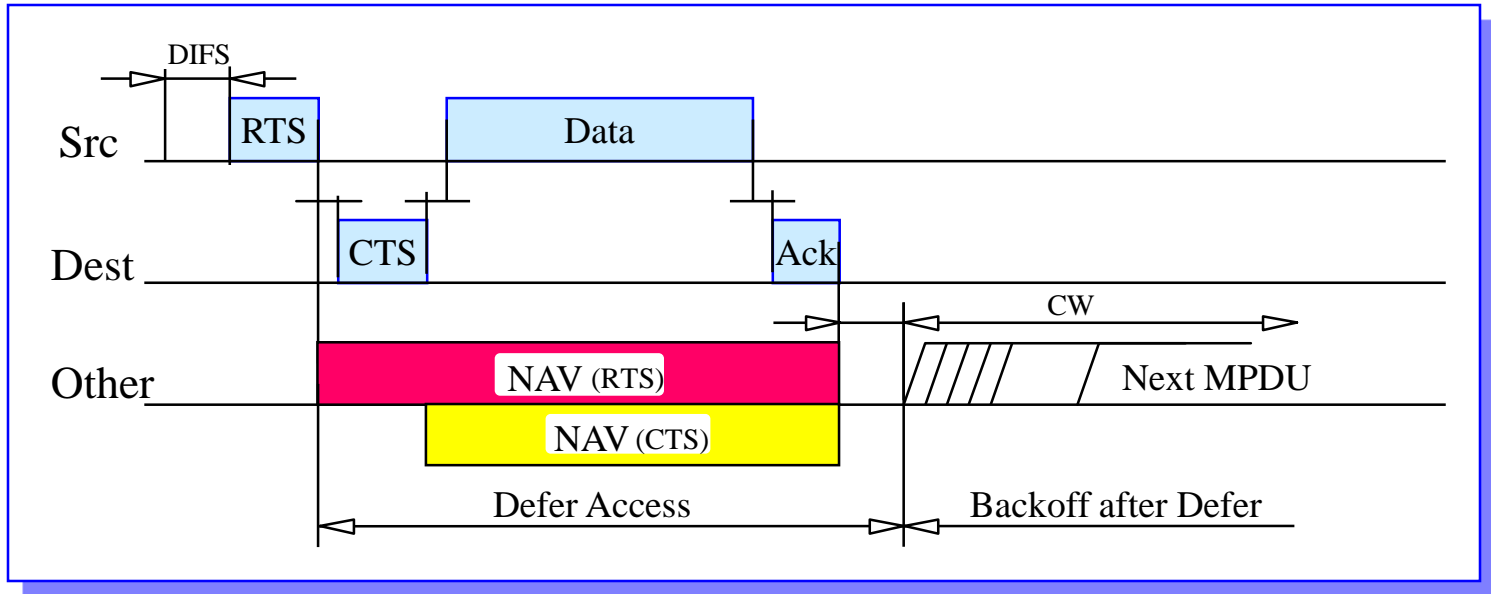 DIFS
Src
RTS
Data
Dest
CTS
Ack
CW
Other
NAV (RTS)
Next MPDU
NAV (CTS)
Defer Access
Backoff after Defer